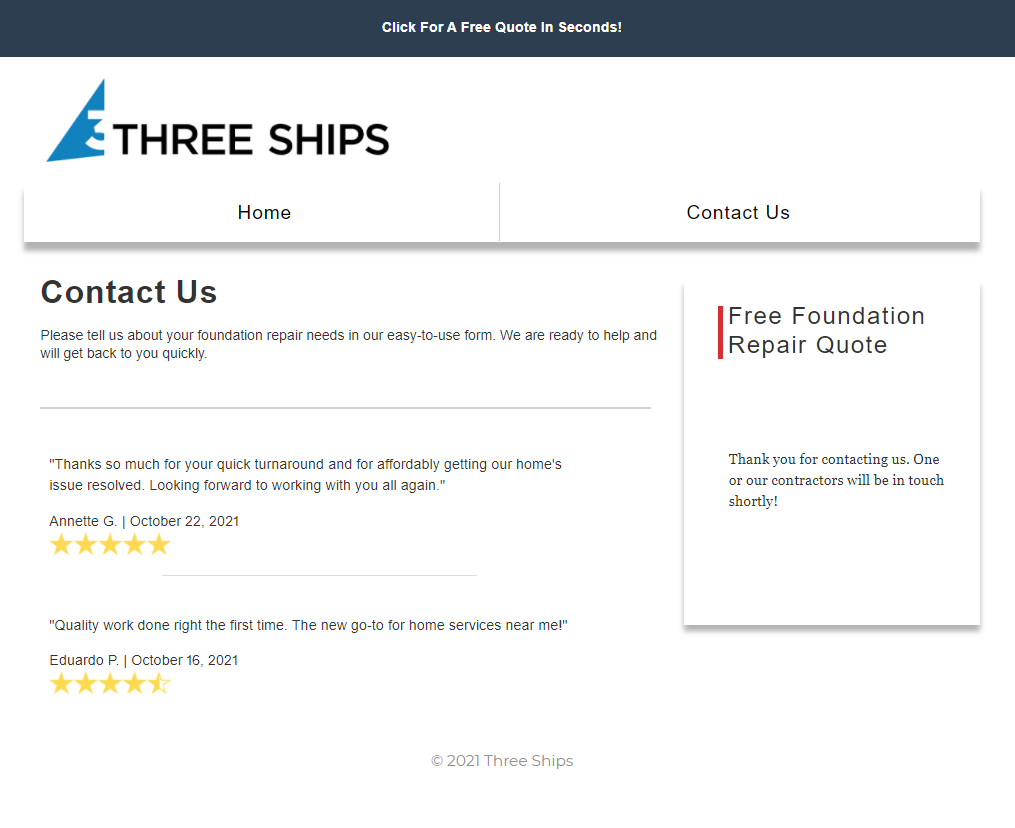 Click For A Free Quote In Seconds!
THREE SHIPS
Home
Contact Us
Contact Us
Please tell us about your foundation repair needs in our easy-to-use form. We are ready to help and
will get back to you quickly.
"Thanks so much for your quick turnaround and for affordably getting our home's
issue resolved. Looking forward to working with you all again."
Annette G. | October 22, 2021
"Quality work done right the first time. The new go-to for home services near me!"
Eduardo P. | October 16, 2021
Free Foundation
Repair Quote
Thank you for contacting us. One
or our contractors will be in touch
shortly!
© 2021 Three Ships